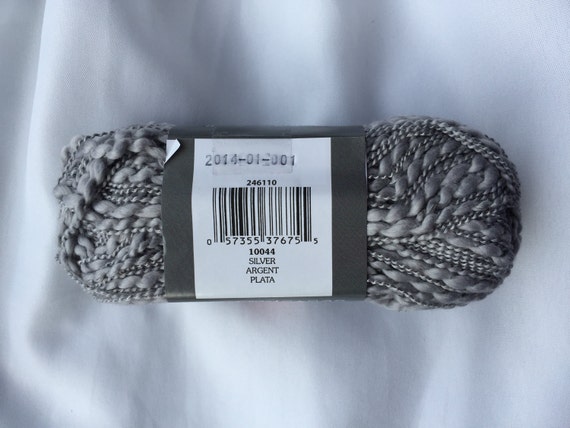 2014-01-001
246110
0 57355 37675 5
10044
SILVER
ARGENT
PLATA